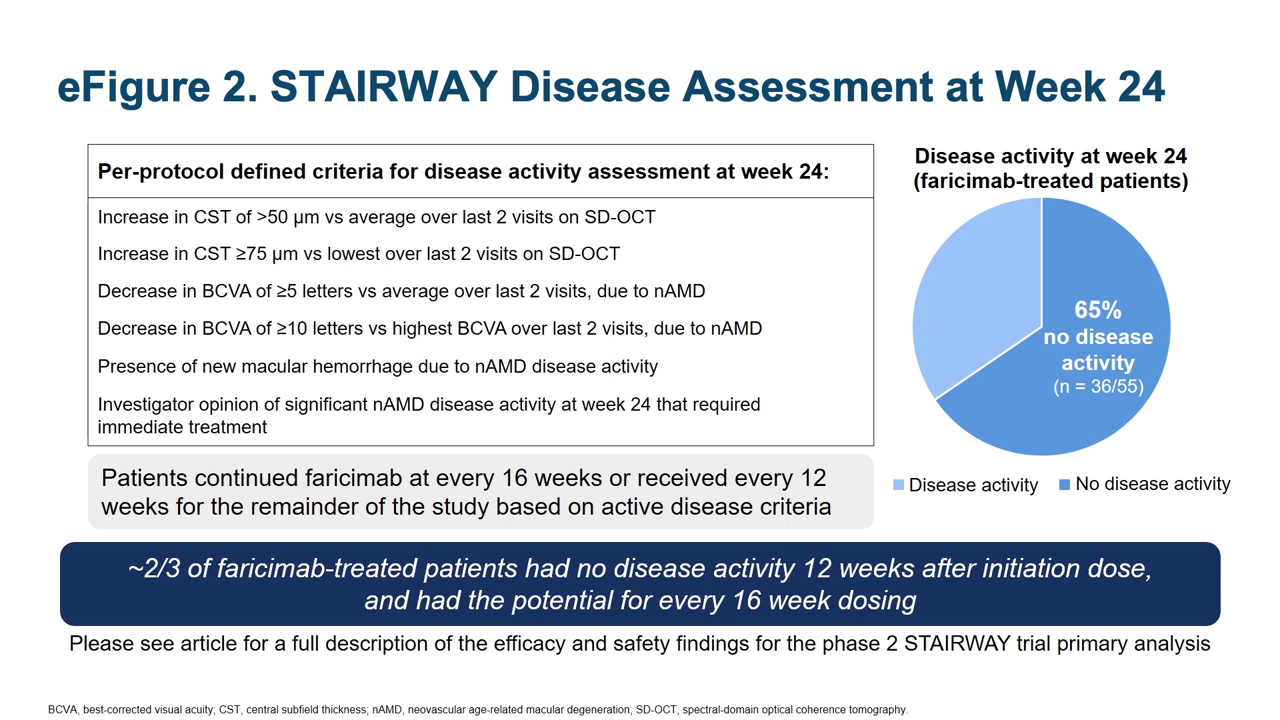 eFigure 2. STAIRWAY Disease Assessment at Week 24
Per-protocol defined criteria for disease activity assessment at week 24:
Increase in CST of >50 µm vs average over last 2 visits on SD-OCT
Increase in CST ≥75 µm vs lowest over last 2 visits on SD-OCT
Decrease in BCVA of ≥5 letters vs average over last 2 visits, due to nAMD
Decrease in BCVA of ≥10 letters vs highest BCVA over last 2 visits, due to nAMD
Presence of new macular hemorrhage due to nAMD disease activity
Investigator opinion of significant nAMD disease activity at week 24 that required
immediate treatment
Patients continued faricimab at every 16 weeks or received every 12
weeks for the remainder of the study based on active disease criteria
Disease activity at week 24
(faricimab-treated patients)
65%
no disease
activity
(n = 36/55)
Disease activity
No disease activity
~2/3 of faricimab-treated patients had no disease activity 12 weeks after initiation dose,
and had the potential for every 16 week dosing
Please see article for a full description of the efficacy and safety findings for the phase 2 STAIRWAY trial primary analysis
BCVA, best-corrected visual acuity; CST, central subfield thickness; nAMD, neovascular age-related macular degeneration; SD-OCT, spectral-domain optical coherence tomography.